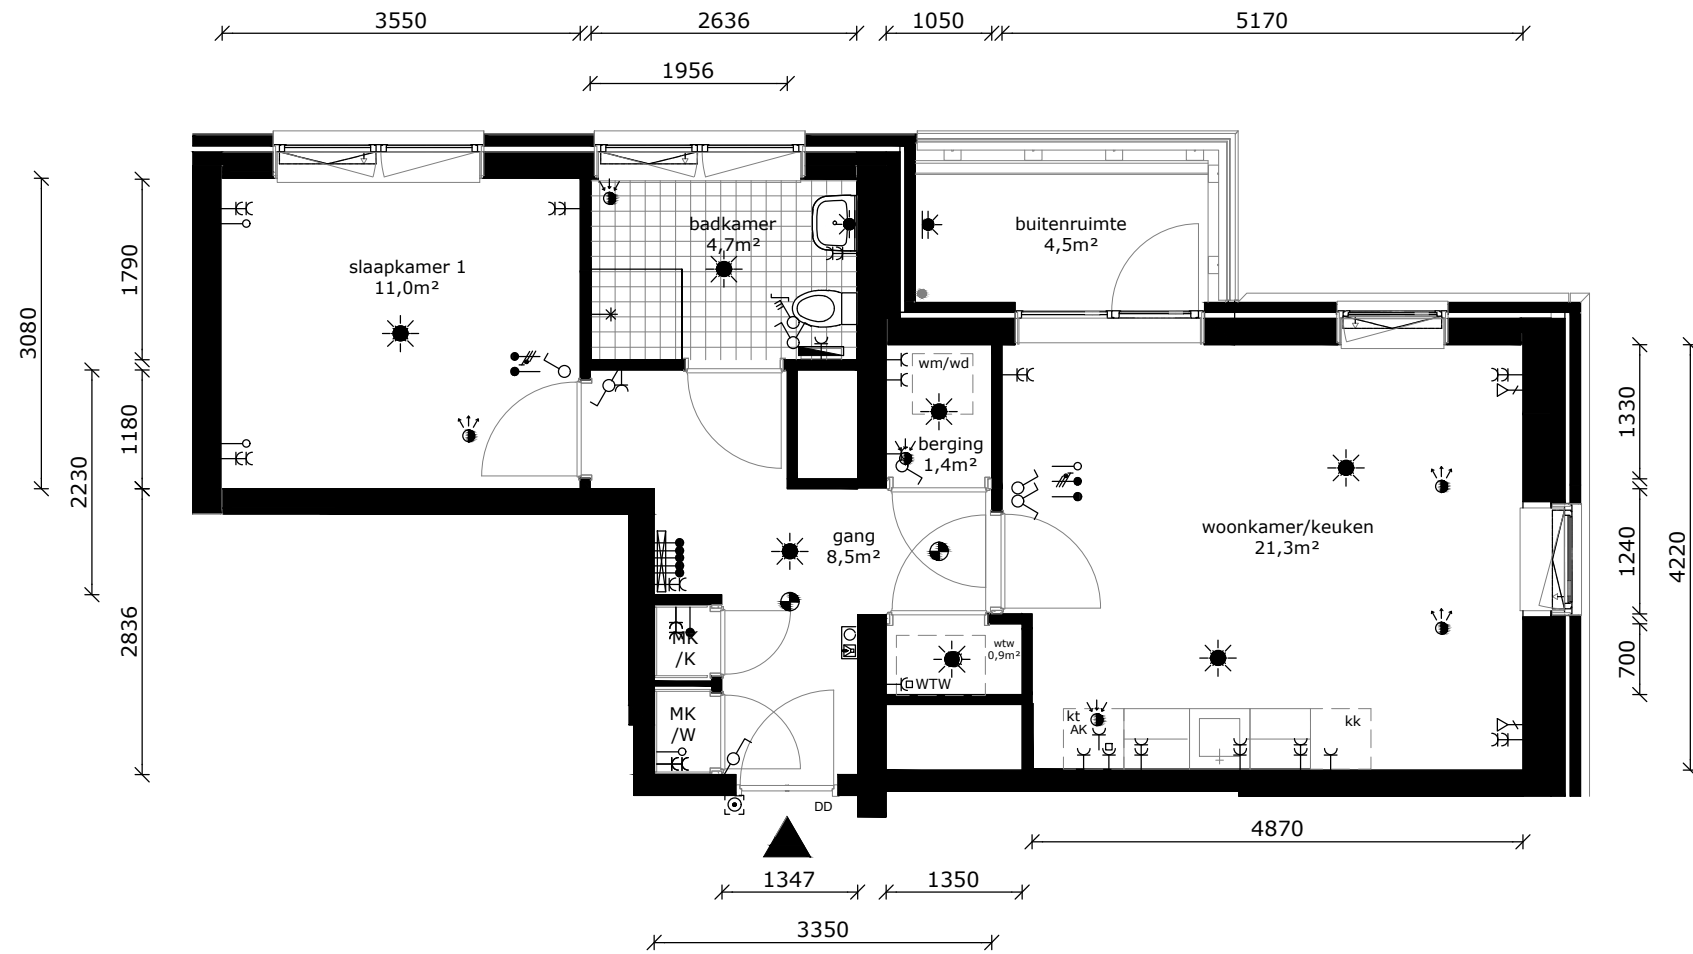 3550
2636
1050
5170
1956
badkamer
4,7m²
buitenruimte
4,5m²
slaapkamer 1
11,0m²
1790
3080
1180
2230
2836
wm/wd
berging
1,4m²
1330
1240
4220
700
gang
8,5m²
woonkamer/keuken
21,3m²
MK
/K
wtw
0,9m²
WTW
MK
/W
kt
AK
kk
DD
4870
1347
1350
3350